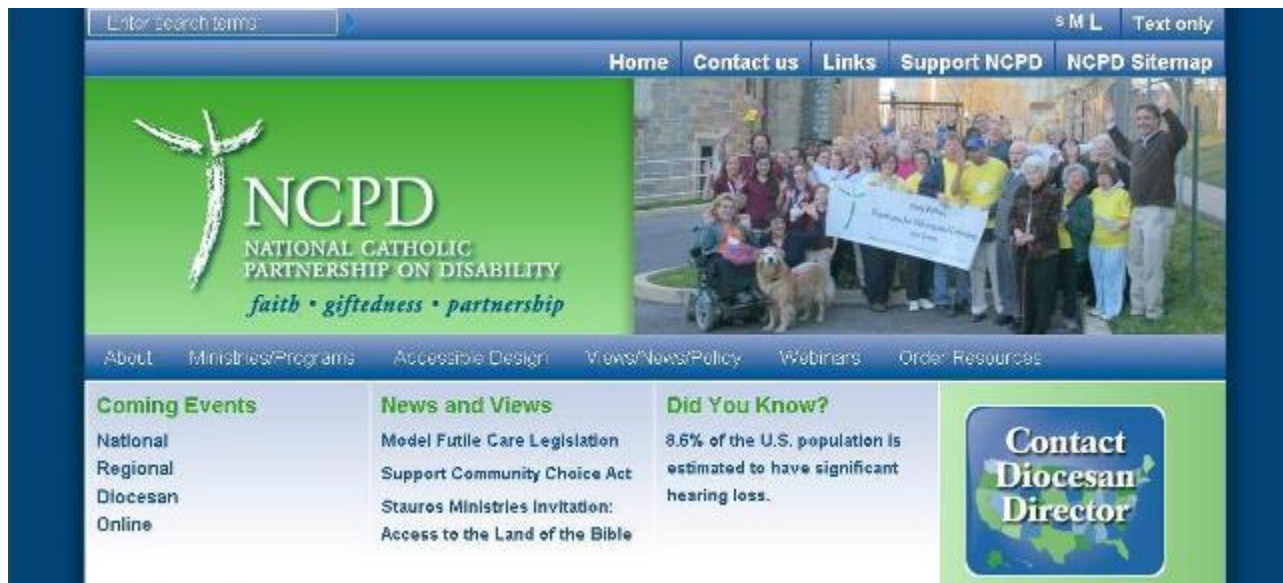 Enter search terms
S M L Text only
Home Contact us Links Support NCPD NCPD Sitemap
NCPD
NATIONAL CATHOLIC
PARTNERSHIP ON DISABILITY
faith • giftedness • partnership
About Ministries/Programs Accessible Design Views/News/Policy Webinars Order Resources
Coming Events
National
Regional
Diocesan
Online
News and Views
Model Futile Care Legislation
Support Community Choice Act
Stauros Ministries Invitation:
Access to the Land of the Bible
Did You Know?
8.6% of the U.S. population is
estimated to have significant
hearing loss.
Contact
Diocesan
Director